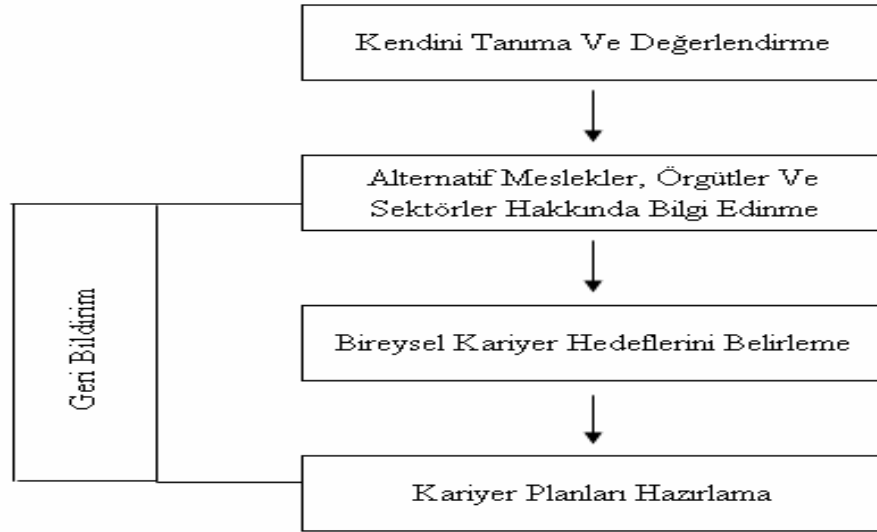 Kendini Tanıma Ve Değerlendirme
Alternatif Meslekler, Örgütler Ve
Sektörler Hakkında Bilgi Edinme
Geri Bildirim
Bireysel Kariyer Hedeflerini Belirleme
Kariyer Planları Hazırlama